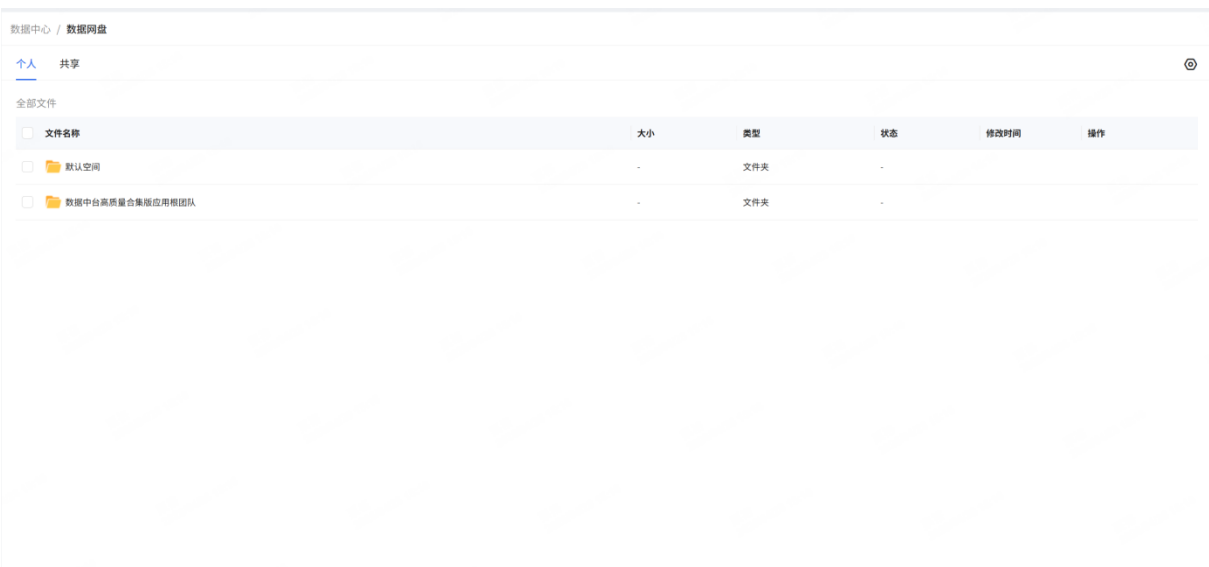 数据中心 / 数据网盘
个人 共享
全部文件
文件名称 大小 类型 状态 修改时间 操作
默认空间 - 文件夹 -
数据中台高质量合集版应用根团队 - 文件夹 -